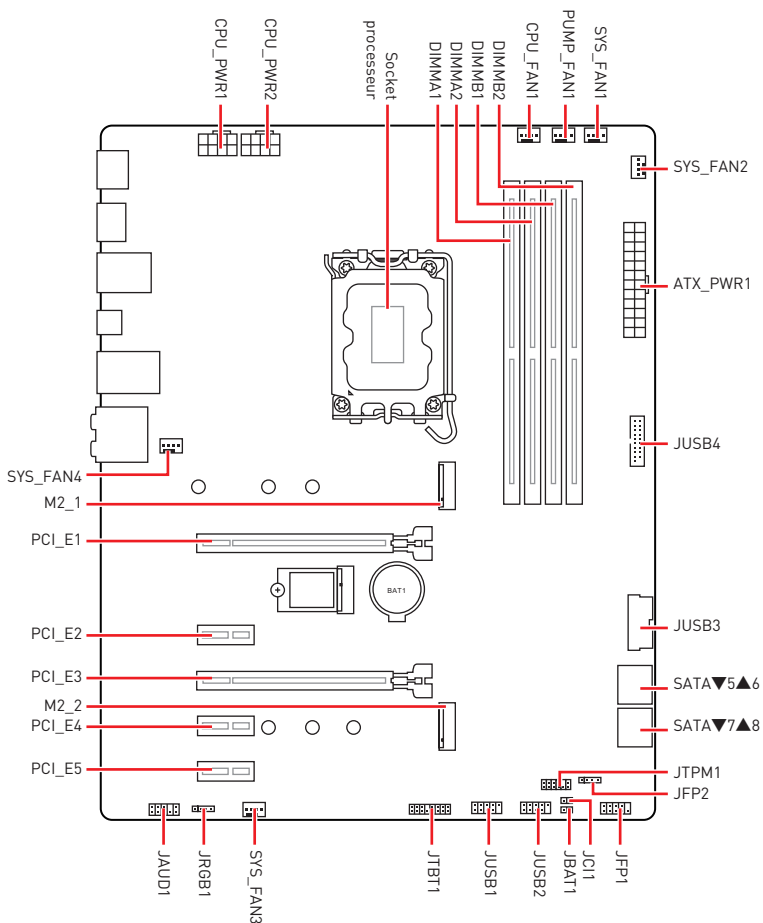 CPU_PWR1
CPU_PWR2
Socket
processeur
DIMMA1
DIMMA2
DIMMB1
DIMMB2
CPU_FAN1
PUMP_FAN1
SYS_FAN1
SYS_FAN2
ATX_PWR1
JUSB4
SYS_FAN4
M2_1
PCI_E1
BAT1
PCI_E2
JUSB3
PCI_E3
SATA▼5▲6
M2_2
PCI_E4
SATA▼7▲8
PCI_E5
JTPM1
JFP2
JAUD1
JRGB1
SYS_FAN3
JTBT1
JUSB1
JUSB2
JBAT1
JCI1
JFP1